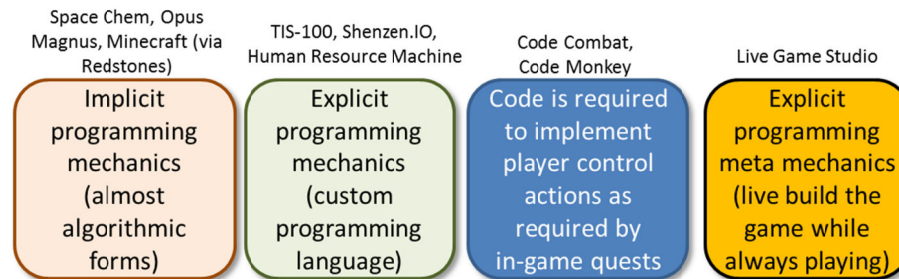 Space Chem, Opus
Magnus, Minecraft (via
Redstones)
Implicit
programming
mechanics
(almost
algorithmic
forms)
TIS-100, Shenzen.IO,
Human Resource Machine
Explicit
programming
mechanics
(custom
programming
language)
Code Combat,
Code Monkey
Code is required
to implement
player control
actions as
required by
in-game quests
Live Game Studio
Explicit
programming
meta mechanics
(live build the
game while
always playing)